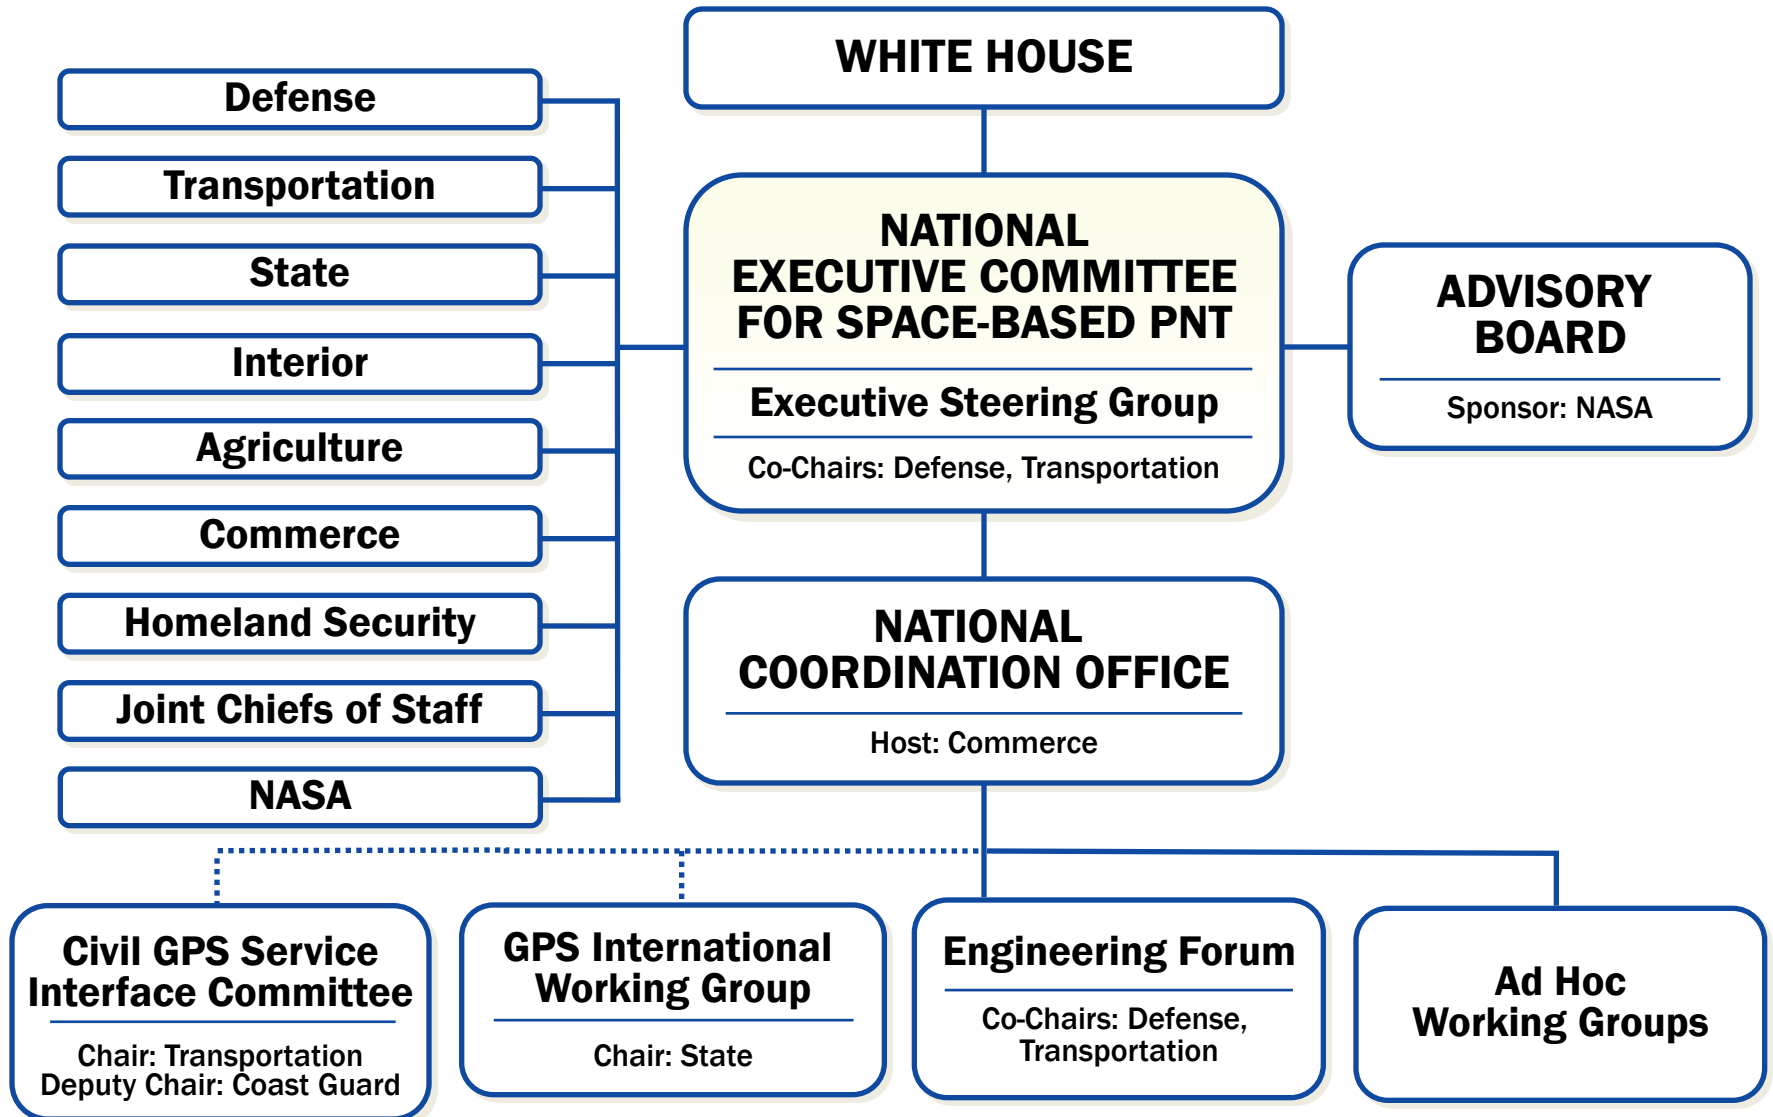 WHITE HOUSE
Defense
Transportation
State
Interior
Agriculture
Commerce
Homeland Security
Joint Chiefs of Staff
NASA
NATIONAL
EXECUTIVE COMMITTEE
FOR SPACE-BASED PNT
Executive Steering Group
Co-Chairs: Defense, Transportation
ADVISORY
BOARD
Sponsor: NASA
NATIONAL
COORDINATION OFFICE
Host: Commerce
Civil GPS Service
Interface Committee
Chair: Transportation
Deputy Chair: Coast Guard
GPS International
Working Group
Chair: State
Engineering Forum
Co-Chairs: Defense,
Transportation
Ad Hoc
Working Groups